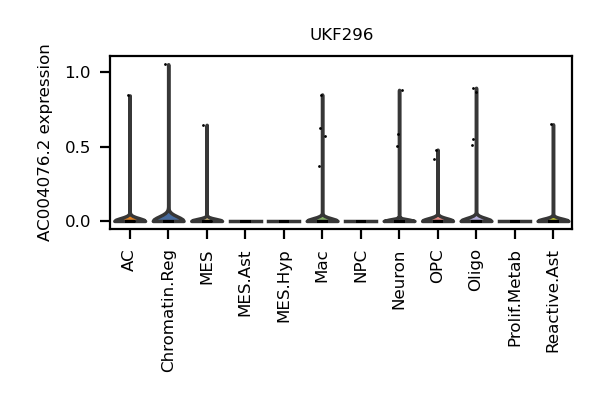 UKF296
AC004076.2 expression
1.0
0.5
0.0
AC
Chromatin.Reg
MES
MES.Ast
MES.Hyp
Mac
NPC
Neuron
OPC
Oligo
Prolif.Metab
Reactive.Ast